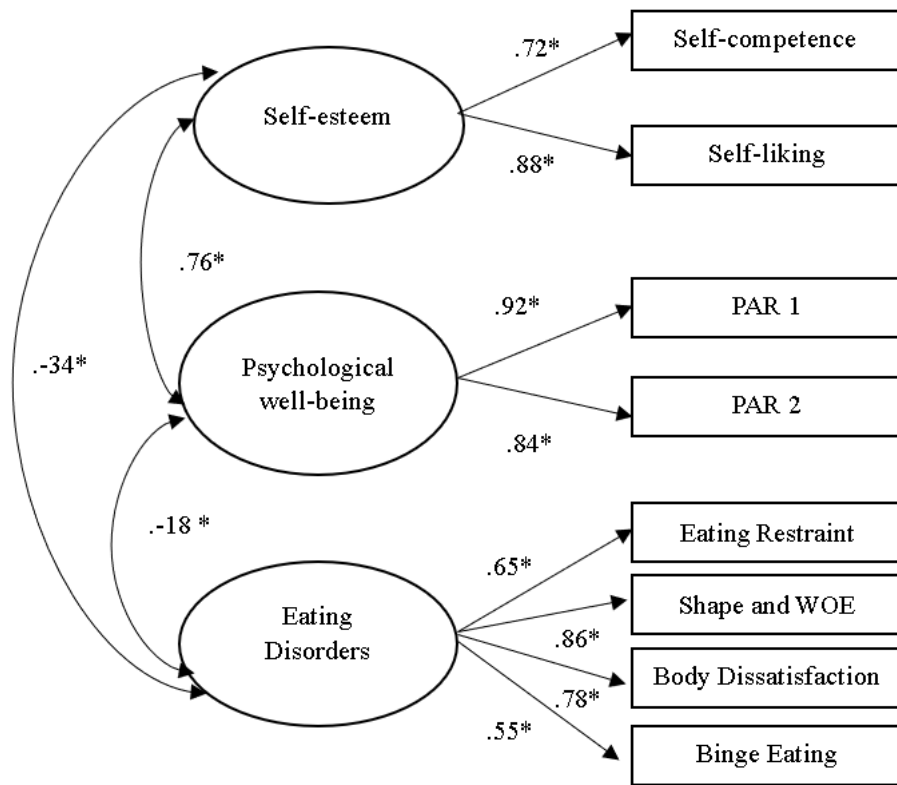 Self-competence
.72*
Self-esteem
Self-liking
.88*
.76*
.92*
PAR 1
Psychological
well-being
.-34*
PAR 2
.84*
.-18 *
Eating Restraint
.65*
Shape and WOE
Eating
Disorders
.86*
Body Dissatisfaction
.78*
.55*
Binge Eating